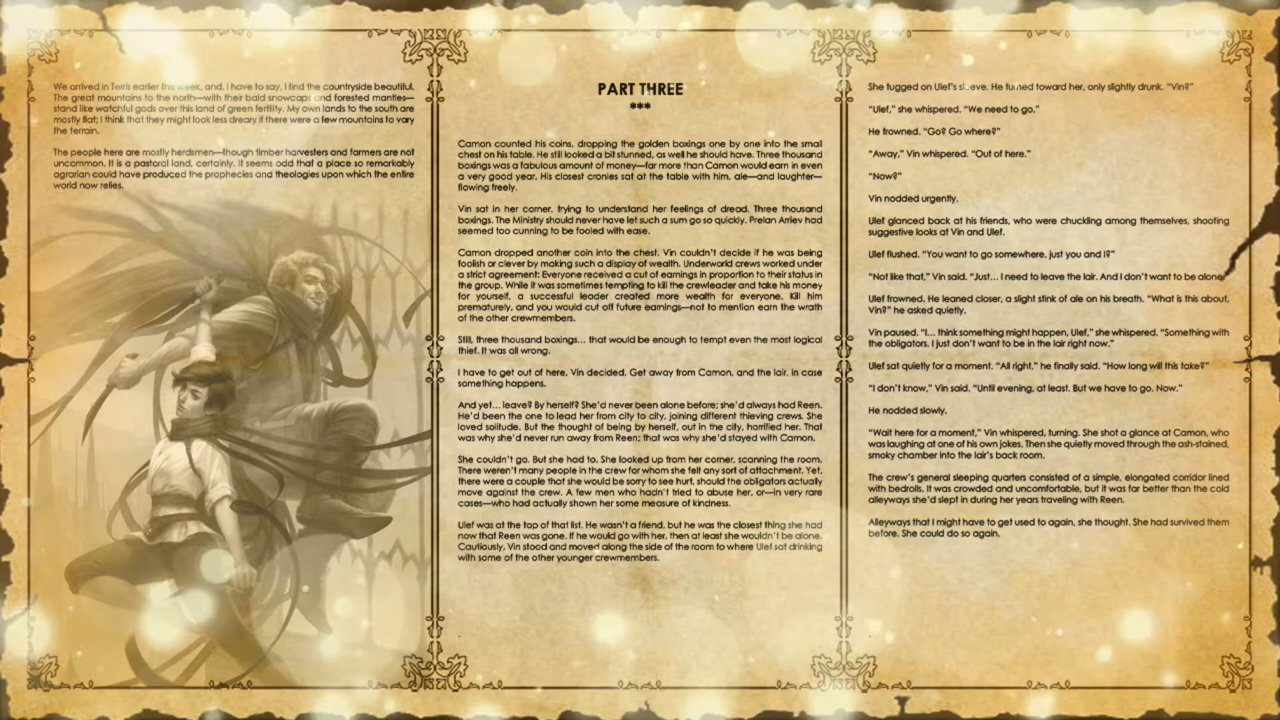 We arrived in Terris earlier this week, and, I have to say, I find the countryside beautiful.
The great mountains to the north—with their bald snowcaps and forested mantles—
stand like watchful gods over this land of green fertility. My own lands to the south are
mostly flat; I think that they might look less dreary if there were a few mountains to vary
the terrain.
The people here are mostly herdsmen—though timber harvesters and farmers are not
uncommon. It is a pastoral land, certainly. It seems odd that a place so remarkably
agrarian could have produced the prophecies and theologies upon which the entire
world now relies.
PART THREE
***
Camon counted his coins, dropping the golden boxings one by one into the small
chest on his table. He still looked a bit stunned, as well he should have. Three thousand
boxings was a fabulous amount of money—far more than Camon would earn in even
a very good year. His closest cronies sat at the table with him, ale—and laughter—
flowing freely.
Vin sat in her corner, trying to understand her feelings of dread. Three thousand
boxings. The Ministry should never have let such a sum go so quickly. Prelan Arriev had
seemed too cunning to be fooled with ease.
Camon dropped another coin into the chest. Vin couldn't decide if he was being
foolish or clever by making such a display of wealth. Underworld crews worked under
a strict agreement: Everyone received a cut of earnings in proportion to their status in
the group. While it was sometimes tempting to kill the crewleader and take his money
for yourself, a successful leader created more wealth for everyone. Kill him
prematurely, and you would cut off future earnings—not to mention earn the wrath
of the other crewmembers.
Still, three thousand boxings... that would be enough to tempt even the most logical
thief. It was all wrong.
I have to get out of here, Vin decided. Get away from Camon, and the lair, in case
something happens.
And yet... leave? By herself? She'd never been alone before; she'd always had Reen.
He'd been the one to lead her from city to city, joining different thieving crews. She
loved solitude. But the thought of being by herself, out in the city, horrified her. That
was why she'd never run away from Reen; that was why she'd stayed with Camon.
She couldn't go. But she had to. She looked up from her corner, scanning the room.
There weren't many people in the crew for whom she felt any sort of attachment. Yet,
there were a couple that she would be sorry to see hurt, should the obligators actually
move against the crew. A few men who hadn't tried to abuse her, or—in very rare
cases—who had actually shown her some measure of kindness.
Ulef was at the top of that list. He wasn't a friend, but he was the closest thing she had
now that Reen was gone. If he would go with her, then at least she wouldn't be alone.
Cautiously, Vin stood and moved along the side of the room to where Ulef sat drinking
with some of the other younger crewmembers.
She tugged on Ulef's sleeve. He turned toward her, only slightly drunk. "Vin?"
"Ulef," she whispered. "We need to go."
He frowned. "Go? Go where?"
"Away," Vin whispered. "Out of here."
"Now?"
Vin nodded urgently.
Ulef glanced back at his friends, who were chuckling among themselves, shooting
suggestive looks at Vin and Ulef.
Ulef flushed. "You want to go somewhere, just you and I?"
"Not like that," Vin said. "Just... I need to leave the lair. And I don't want to be alone."
Ulef frowned. He leaned closer, a slight stink of ale on his breath. "What is this about,
Vin?" he asked quietly.
Vin paused. "I... think something might happen, Ulef," she whispered. "Something with
the obligators. I just don't want to be in the lair right now."
Ulef sat quietly for a moment. "All right," he finally said. "How long will this take?"
"I don't know," Vin said. "Until evening, at least. But we have to go. Now."
He nodded slowly.
"Wait here for a moment," Vin whispered, turning. She shot a glance at Camon, who
was laughing at one of his own jokes. Then she quietly moved through the ash-stained,
smoky chamber into the lair's back room.
The crew's general sleeping quarters consisted of a simple, elongated corridor lined
with bedrolls. It was crowded and uncomfortable, but it was far better than the cold
alleyways she'd slept in during her years traveling with Reen.
Alleyways that I might have to get used to again, she thought. She had survived them
before. She could do so again.